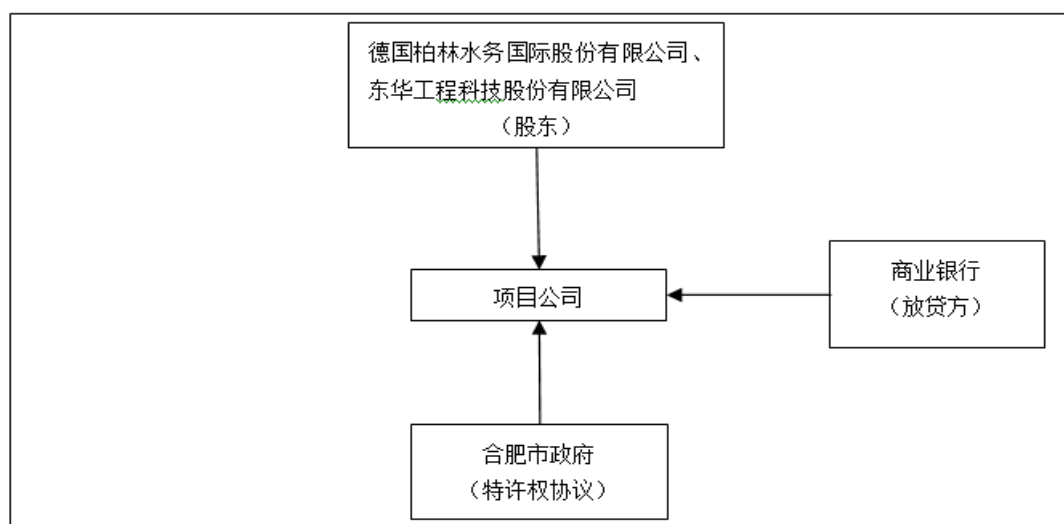 德国柏林水务国际股份有限公司、
东华工程科技股份有限公司
（股东）
项目公司
商业银行
（放贷方）
合肥市政府
（特许权协议）